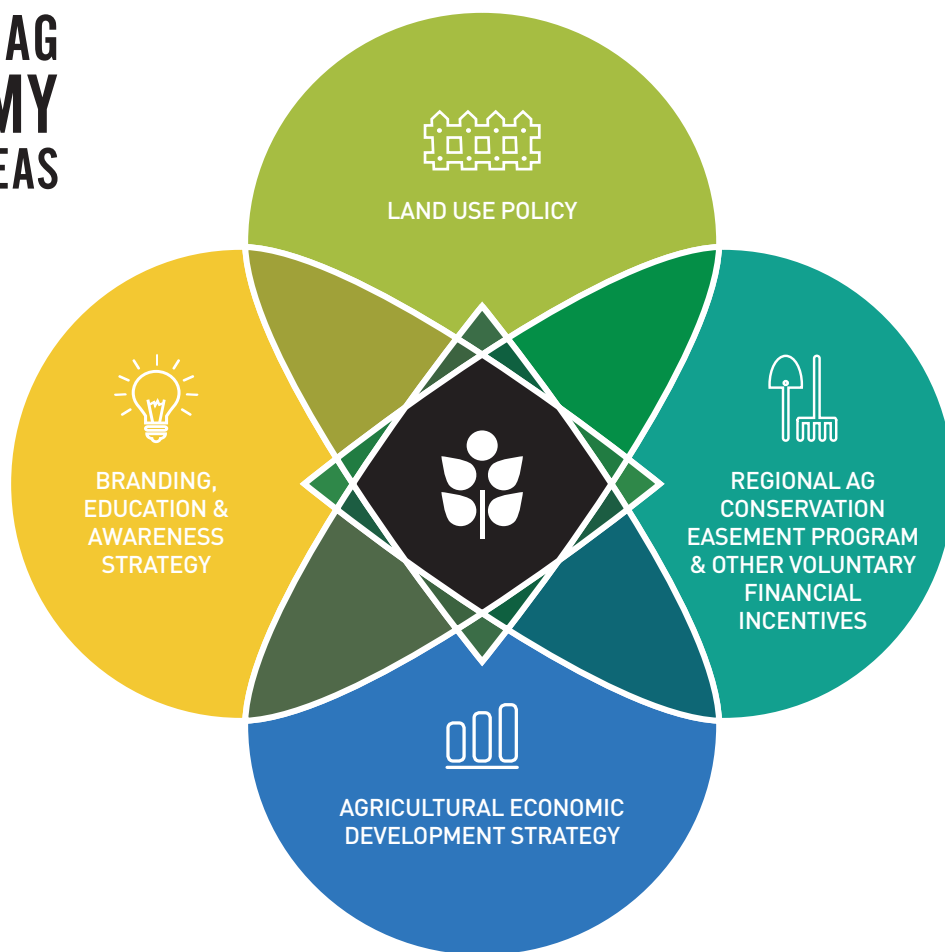 AG
MY
EAS
LAND USE POLICY
BRANDING,
EDUCATION &
AWARENESS
STRATEGY
REGIONAL AG
CONSERVATION
EASEMENT PROGRAM
& OTHER VOLUNTARY
FINANCIAL
INCENTIVES
AGRICULTURAL ECONOMIC
DEVELOPMENT STRATEGY